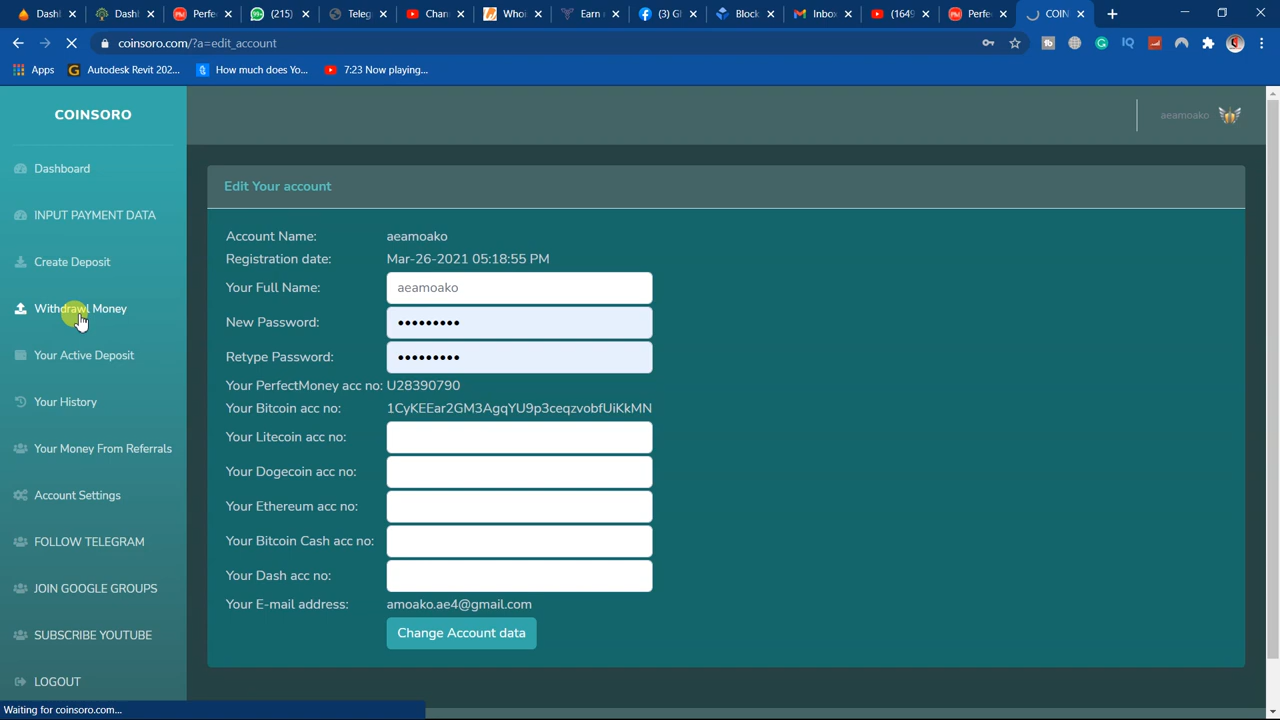 Dash
Dash
Perfe
(215)
Teleg
Chan
Whoi
Earn
(3) Gl
Block
Inbox
(1649
Perfe
COIN
coinsoro.com/?a=edit_account
Apps
Autodesk Revit 202...
How much does Yo...
7:23 Now playing...
COINSORO
aeamoako
Dashboard
INPUT PAYMENT DATA
Create Deposit
Withdrawl Money
Your Active Deposit
Your History
Your Money From Referrals
Account Settings
FOLLOW TELEGRAM
JOIN GOOGLE GROUPS
SUBSCRIBE YOUTUBE
LOGOUT
Edit Your account
Account Name: aeamoako
Registration date: Mar-26-2021 05:18:55 PM
Your Full Name: aeamoako
New Password: •••••••••
Retype Password: •••••••••
Your PerfectMoney acc no: U28390790
Your Bitcoin acc no: 1CyKEEar2GM3AgqYU9p3ceqzvobfUiKkMN
Your Litecoin acc no:
Your Dogecoin acc no:
Your Ethereum acc no:
Your Bitcoin Cash acc no:
Your Dash acc no:
Your E-mail address: amoako.ae4@gmail.com
Change Account data
Waiting for coinsoro.com...